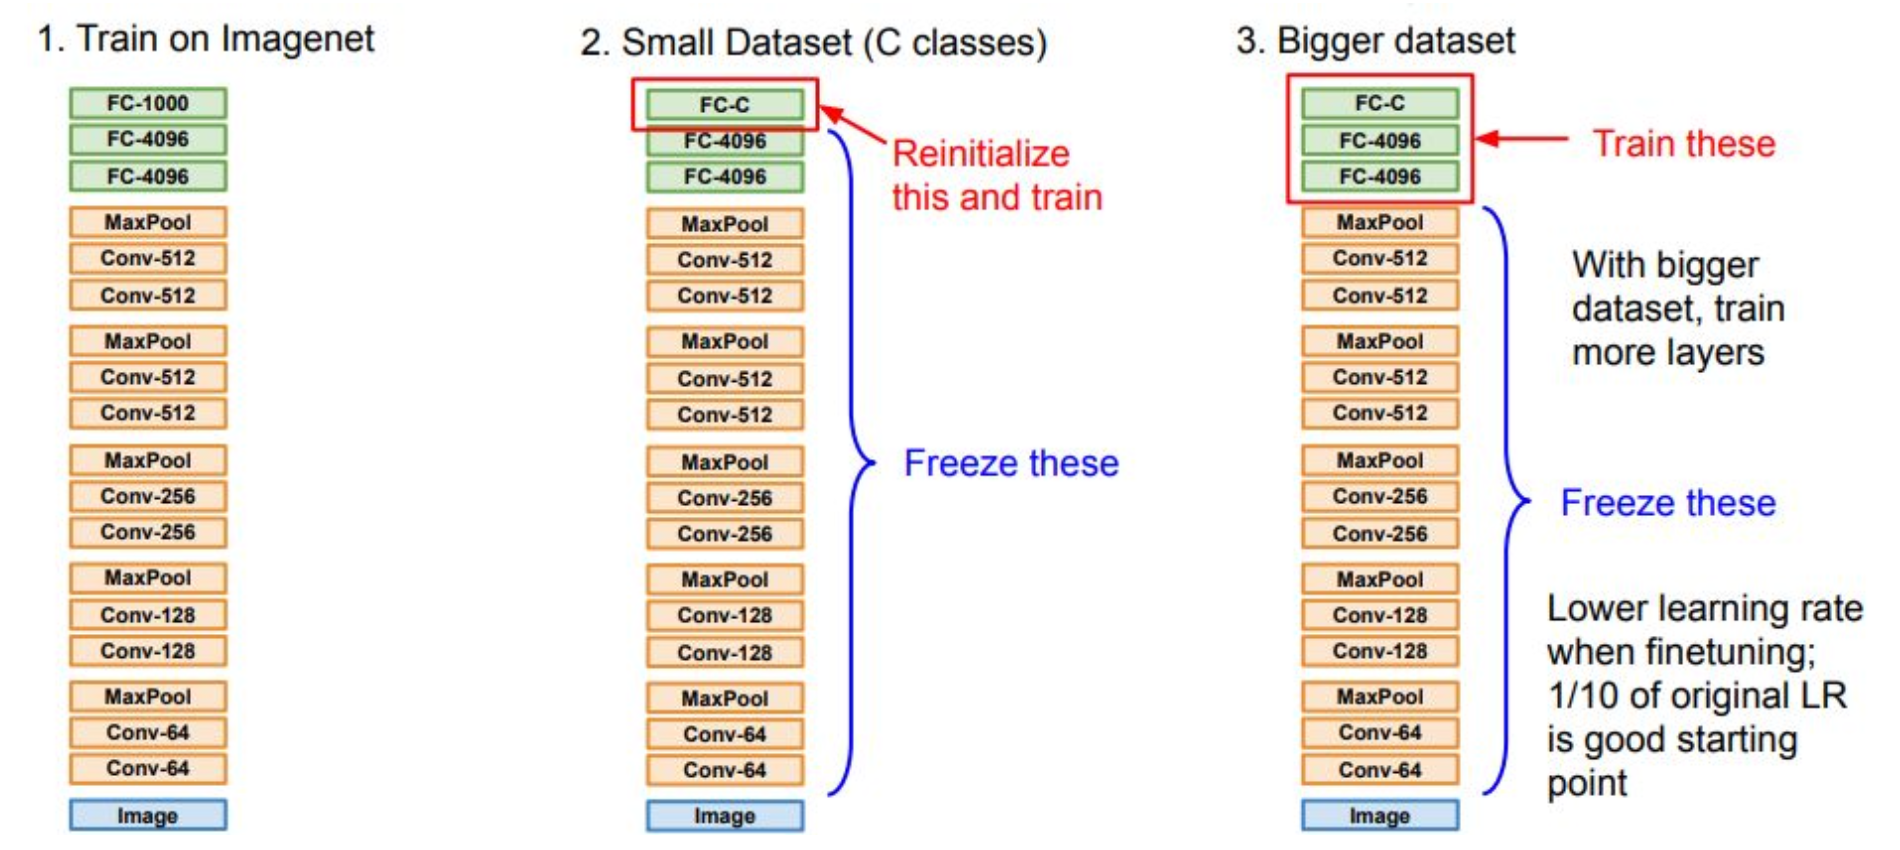 1. Train on Imagenet
FC-1000
FC-4096
FC-4096
MaxPool
Conv-512
Conv-512
MaxPool
Conv-512
Conv-512
MaxPool
Conv-256
Conv-256
MaxPool
Conv-128
Conv-128
MaxPool
Conv-64
Conv-64
Image
2. Small Dataset (C classes)
FC-C
FC-4096
FC-4096
MaxPool
Conv-512
Conv-512
MaxPool
Conv-512
Conv-512
MaxPool
Conv-256
Conv-256
MaxPool
Conv-128
Conv-128
MaxPool
Conv-64
Conv-64
Image
Reinitialize
this and train
Freeze these
3. Bigger dataset
FC-C
FC-4096
FC-4096
MaxPool
Conv-512
Conv-512
MaxPool
Conv-512
Conv-512
MaxPool
Conv-256
Conv-256
MaxPool
Conv-128
Conv-128
MaxPool
Conv-64
Conv-64
Image
Train these
With bigger
dataset, train
more layers
Freeze these
Lower learning rate
when finetuning;
1/10 of original LR
is good starting
point